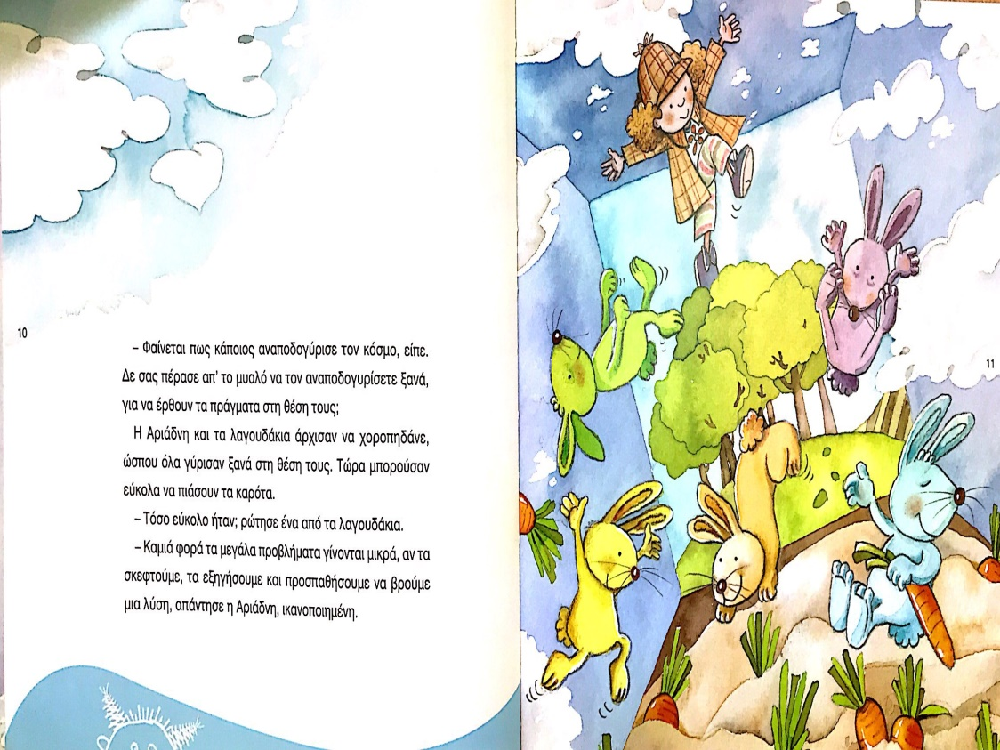 10
– Φαίνεται πως κάποιος αναποδογύρισε τον κόσμο, είπε.
Δε σας πέρασε απ' το μυαλό να τον αναποδογυρίσετε ξανά,
για να έρθουν τα πράγματα στη θέση τους;
Η Αριάδνη και τα λαγουδάκια άρχισαν να χοροπηδάνε,
ώσπου όλα γύρισαν ξανά στη θέση τους. Τώρα μπορούσαν
εύκολα να πιάσουν τα καρότα.
– Τόσο εύκολο ήταν; ρώτησε ένα από τα λαγουδάκια.
– Καμιά φορά τα μεγάλα προβλήματα γίνονται μικρά, αν τα
σκεφτούμε, τα εξηγήσουμε και προσπαθήσουμε να βρούμε
μια λύση, απάντησε η Αριάδνη, ικανοποιημένη.
11